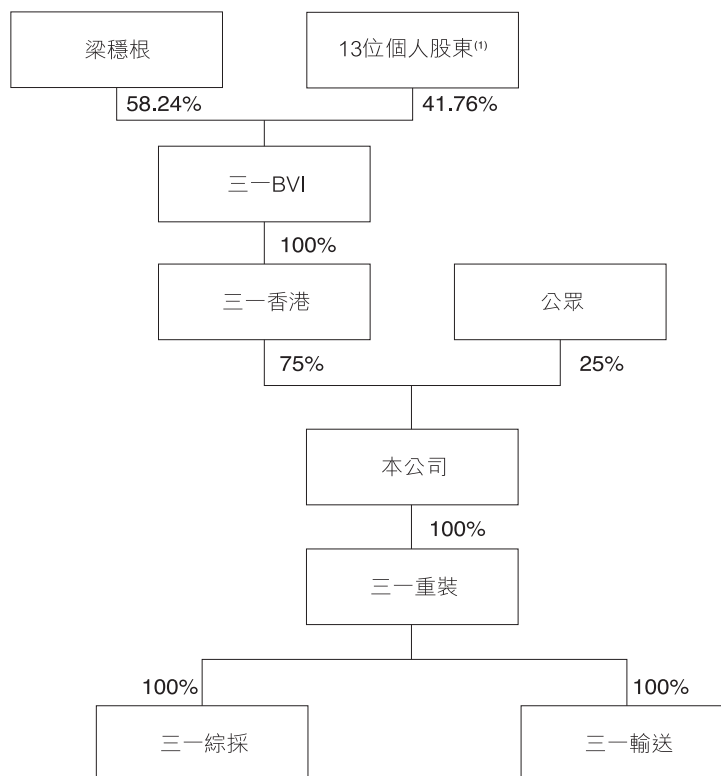 梁穩根
13位個人股東(1)
58.24%
41.76%
三一BVI
100%
三一香港
公眾
75%
25%
本公司
100%
三一重裝
100%
100%
三一綜採
三一輸送